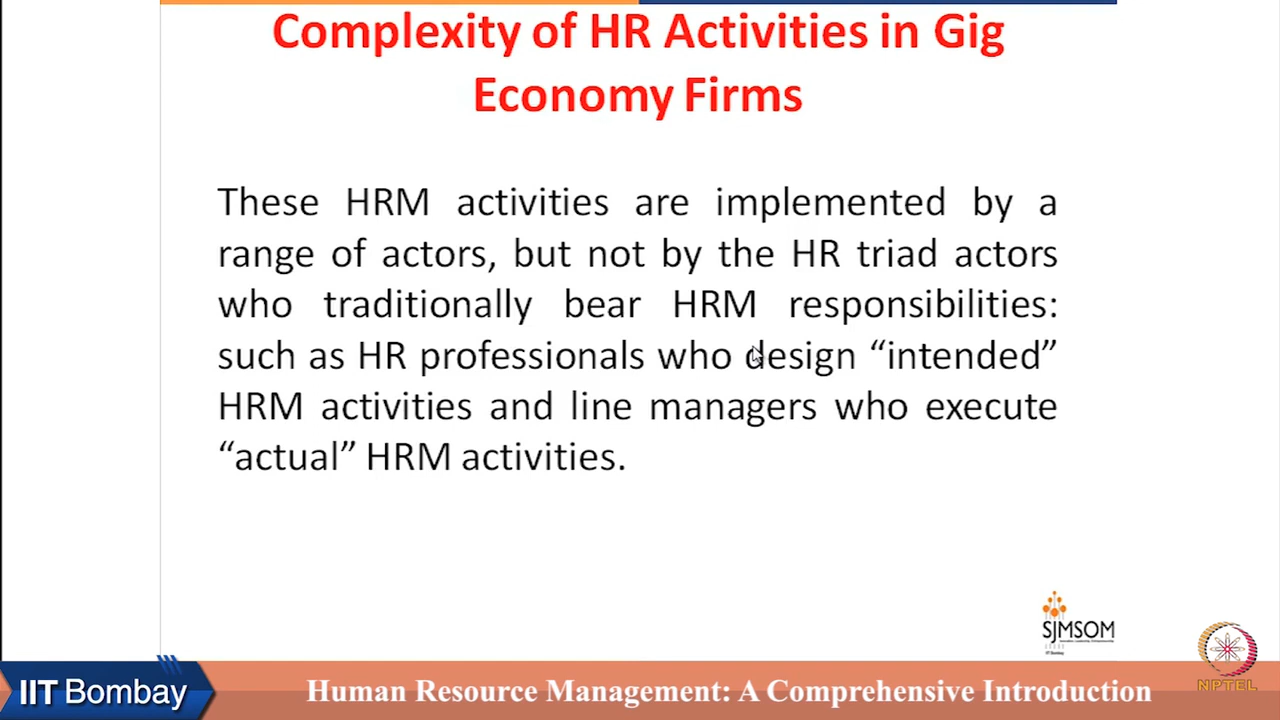 Complexity of HR Activities in Gig
Economy Firms
These HRM activities are implemented by a
range of actors, but not by the HR triad actors
who traditionally bear HRM responsibilities:
such as HR professionals who design “intended”
HRM activities and line managers who execute
“actual” HRM activities.
SJMSOM
IIT Bombay
IIT Bombay
Human Resource Management: A Comprehensive Introduction
NPTEL